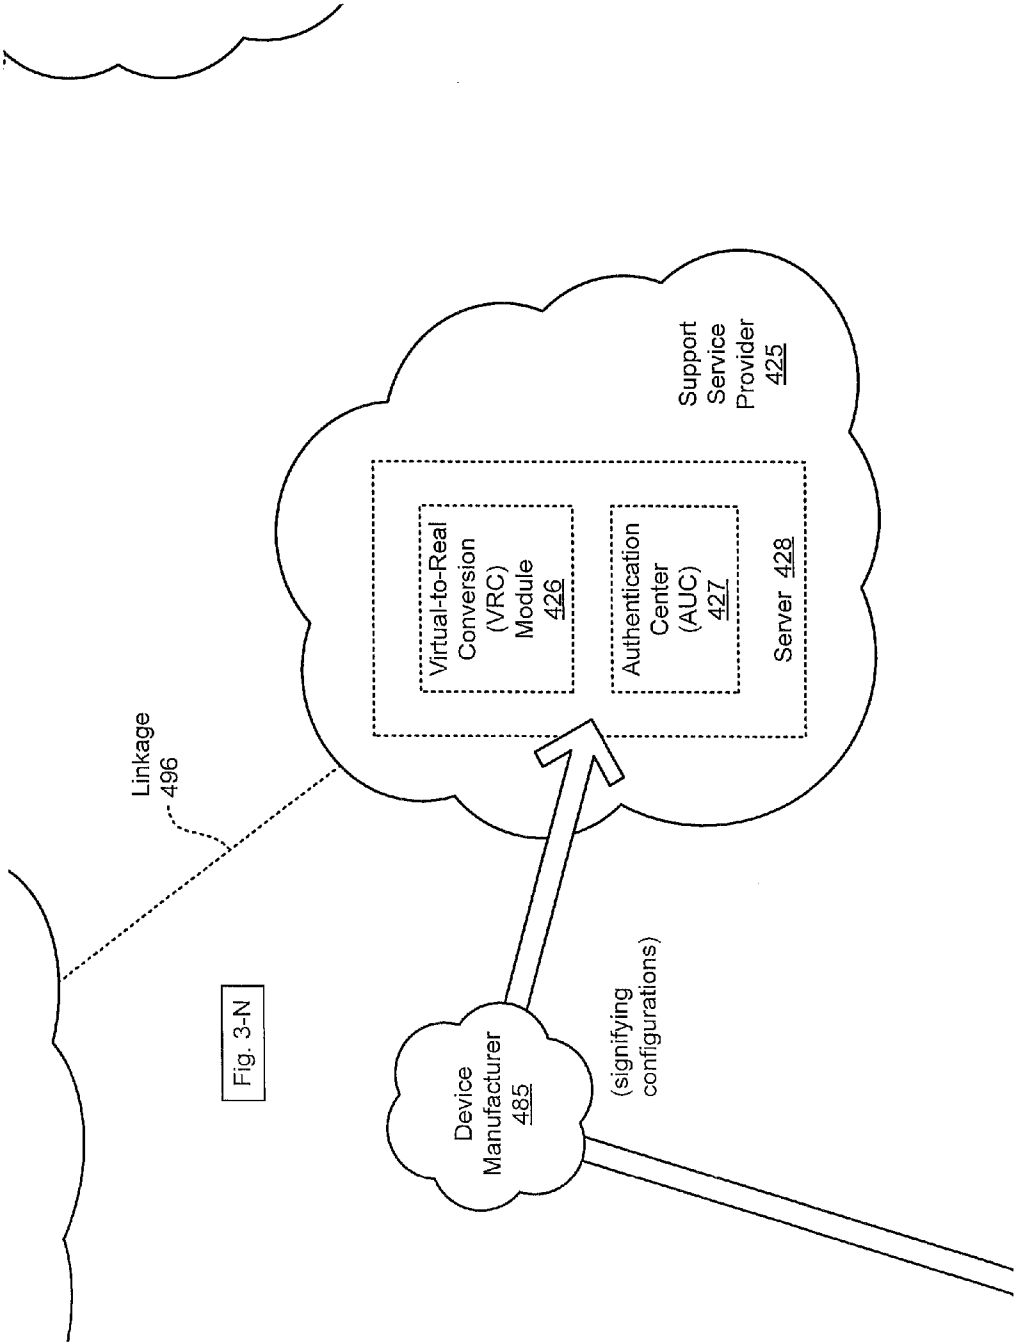 Fig. 3-N
Linkage
496
Device
Manufacturer
485
(signifying
configurations)
Virtual-to-Real
Conversion
(VRC)
Module
426
Authentication
Center
(AUC)
427
Server 428
Support
Service
Provider
425